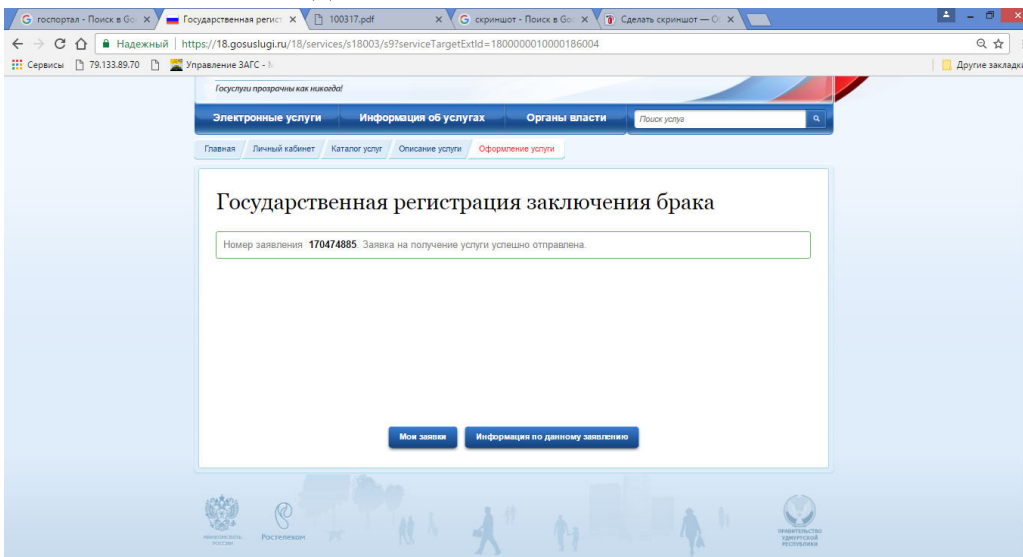 госпортал - Поиск в Go
Государственная регист
100317.pdf
скриншот - Поиск в Go
Сделать скриншот — О
Надежный
https://18.gosuslugi.ru/18/services/s18003/s9?serviceTargetExtId=1800000010000186004
Сервисы
79.133.89.70
Управление ЗАГС -
Другие закладки
Госуслуги прозрачны как никогда!
Электронные услуги
Информация об услугах
Органы власти
Поиск услуг
Главная
Личный кабинет
Каталог услуг
Описание услуги
Оформление услуги
Государственная регистрация заключения брака
Номер заявления 170474885. Заявка на получение услуги успешно отправлена.
Мои заявки
Информация по данному заявлению
РОССИИ
Ростелеком
ПРАВИТЕЛЬСТВО
УДМУРТСКОЙ
РЕСПУБЛИКИ